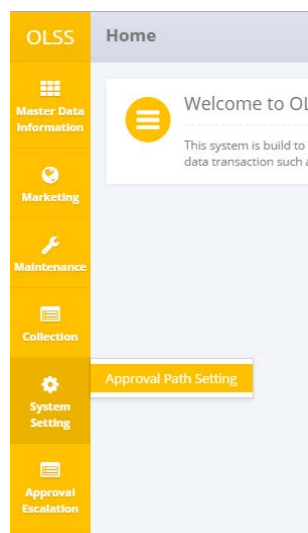 OLSS
Home
Welcome to OL
This system is build to
data transaction such a
Master Data
Information
Marketing
Maintenance
Collection
System
Setting
Approval Path Setting
Approval
Escalation